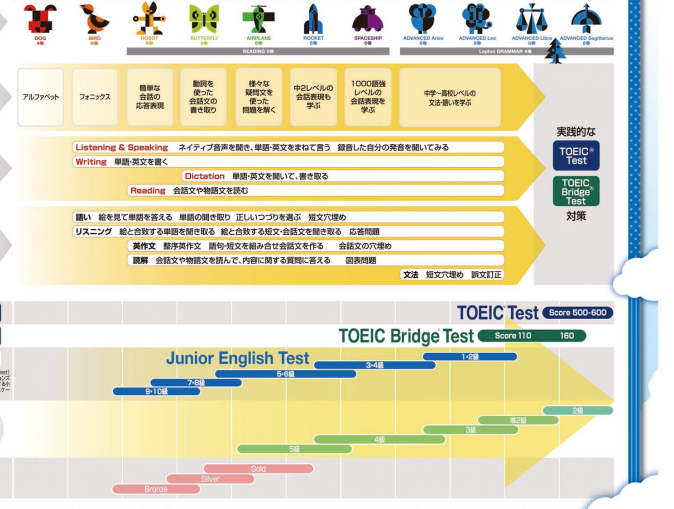 DOG BIRD ROBOT BUTTERFLY AIRPLANE ROCKET SPACESHIP ADVANCED Aries ADVANCED Leo ADVANCED Libra ADVANCED Sagittarius
READING 5巻 Lepton GRAMMAR 4巻
アルファベット
フォニックス
簡単な
会話の
応答表現
動詞を
使った
会話文の
書き取り
様々な
疑問文を
使った
問題を解く
中2レベルの
会話表現を
学ぶ
1000語強
レベルの
会話表現を
学ぶ
中学〜高校レベルの
文法・語いを学ぶ
実践的な
TOEIC®
Test
TOEIC
Bridge®
Test
対策
Listening & Speaking ネイティブ音声を聞き、単語・英文をまねて言う 録音した自分の発音を聞いてみる
Writing 単語・英文を書く
Dictation 単語・英文を聞いて、書き取る
Reading 会話文や物語文を読む
語い 絵を見て単語を答える 単語の聞き取り 正しいつづりを選ぶ 短文穴埋め
リスニング 絵と合致する単語を聞き取る 絵と合致する短文・会話文を聞き取る 応答問題
英作文 整序英作文 語句・短文を組み合せ会話文を作る 会話文の穴埋め
読解 会話文や物語文を読んで、内容に関する質問に答える 図表問題
文法 短文穴埋め 誤文訂正
TOEIC Test Score 500-600
TOEIC Bridge Test Score 110 160
Junior English Test
1・2級
3・4級
5・6級
7・8級
9・10級
2級
準2級
3級
4級
5級
Gold
Silver
Bronze